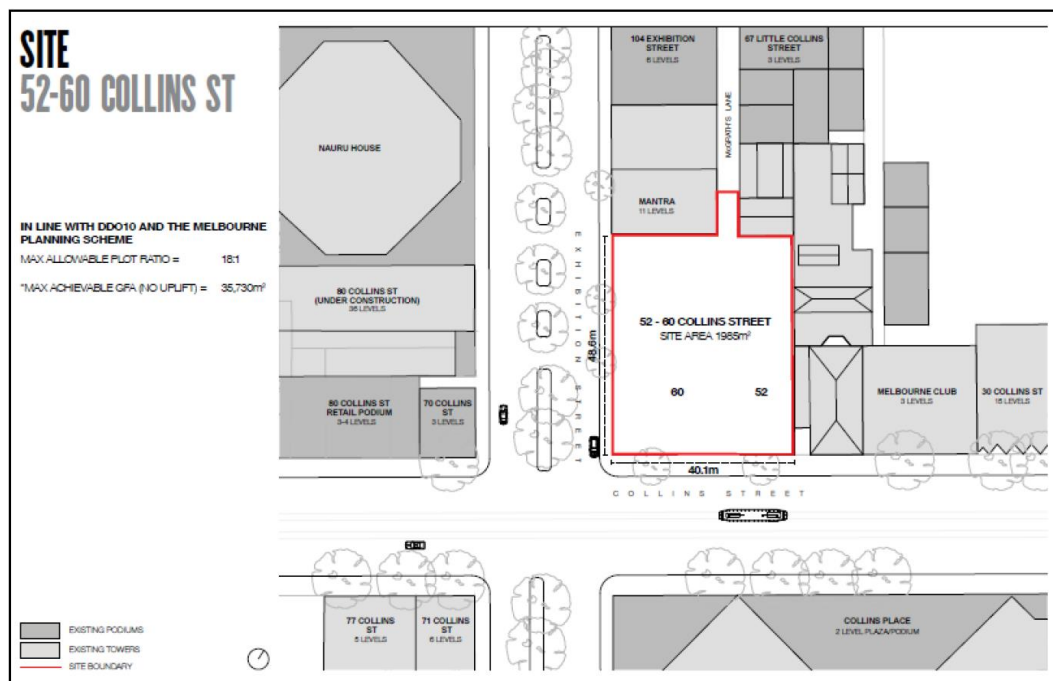 SITE
52-60 COLLINS ST
IN LINE WITH DDO10 AND THE MELBOURNE
PLANNING SCHEME
MAX ALLOWABLE PLOT RATIO = 18:1
*MAX ACHIEVABLE GFA (NO UPLIFT) = 35,730m²
EXISTING PODIUMS
EXISTING TOWERS
SITE BOUNDARY
NAURU HOUSE
80 COLLINS ST
(UNDER CONSTRUCTION)
35 LEVELS
80 COLLINS ST
RETAIL PODIUM
3-4 LEVELS
70 COLLINS
ST
3 LEVELS
EXHIBITION STREET
104 EXHIBITION
STREET
6 LEVELS
McGRATH'S LANE
67 LITTLE COLLINS
STREET
3 LEVELS
MANTRA
11 LEVELS
52 - 60 COLLINS STREET
SITE AREA 1985m²
60 52
48.6m
40.1m
MELBOURNE CLUB
3 LEVELS
30 COLLINS ST
15 LEVELS
COLLINS STREET
77 COLLINS
ST
5 LEVELS
71 COLLINS
ST
6 LEVELS
COLLINS PLACE
2 LEVEL PLAZA/PODIUM